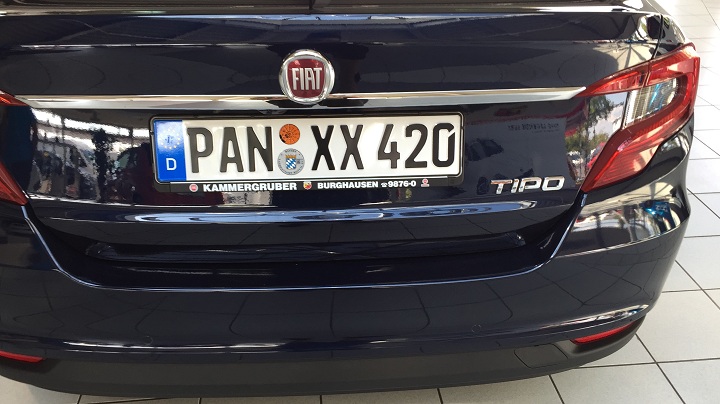 FIAT
D PAN XX 420
KAMMERGRUBER BURGHAUSEN ☎9876-0
TIPO